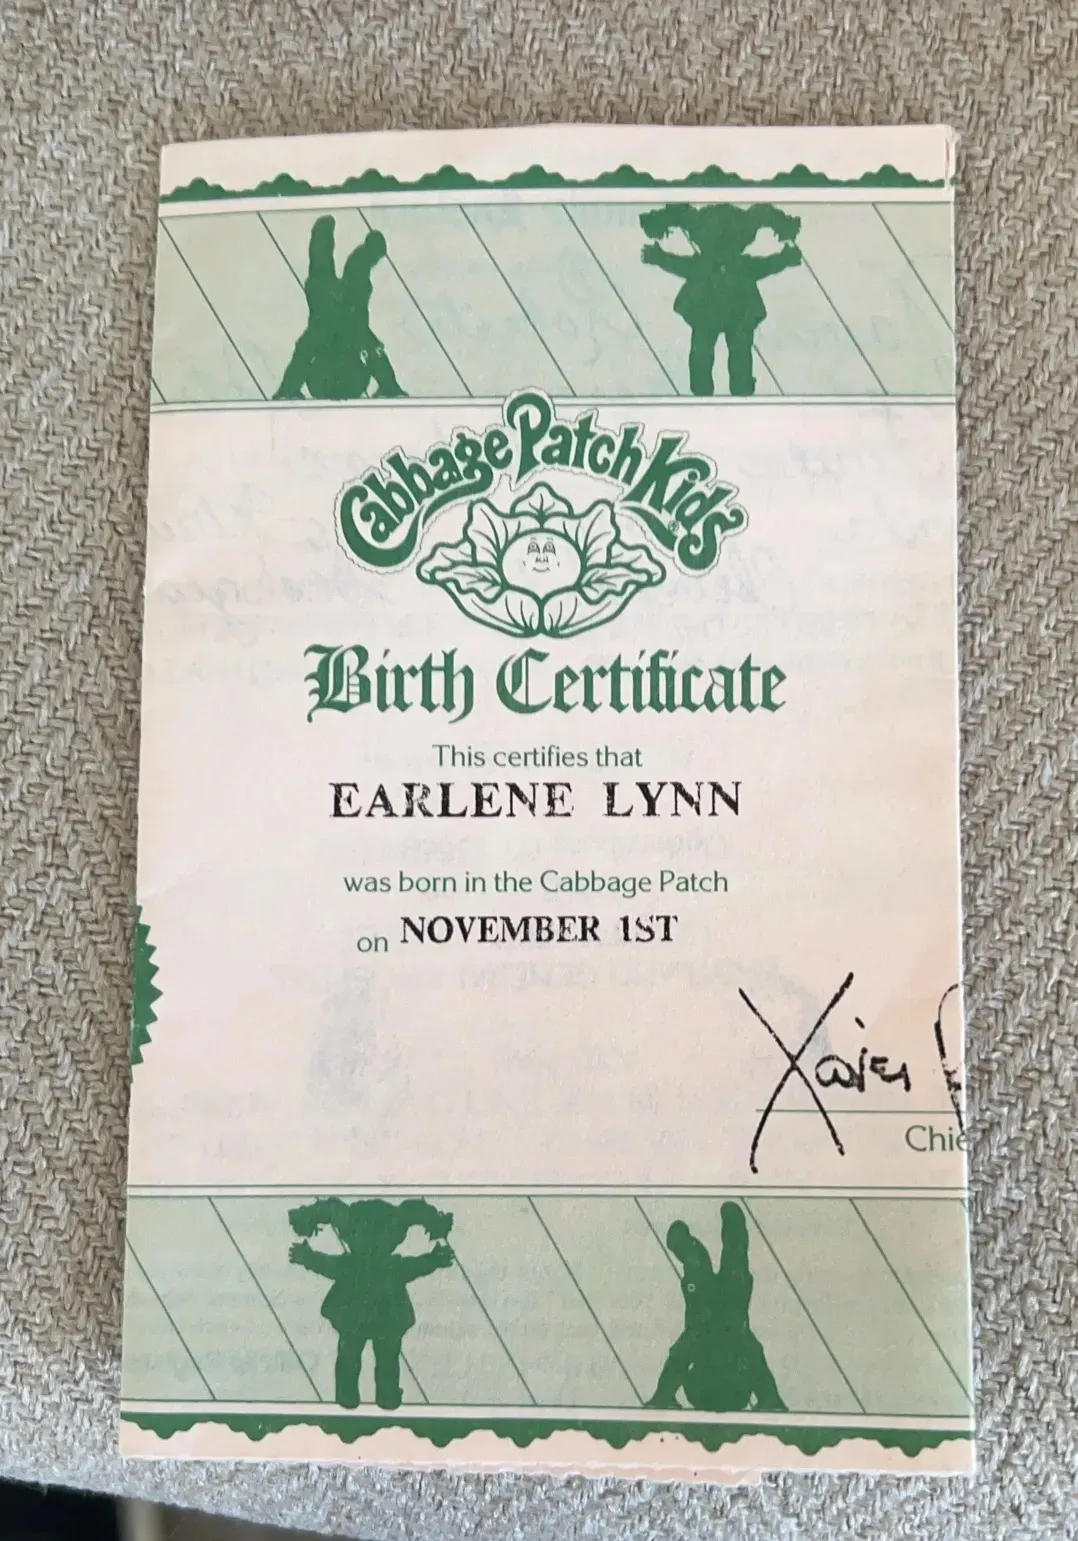 Cabbage Patch Kids®
Birth Certificate
This certifies that
EARLENE LYNN
was born in the Cabbage Patch
on NOVEMBER 1ST
Xavier
Chie